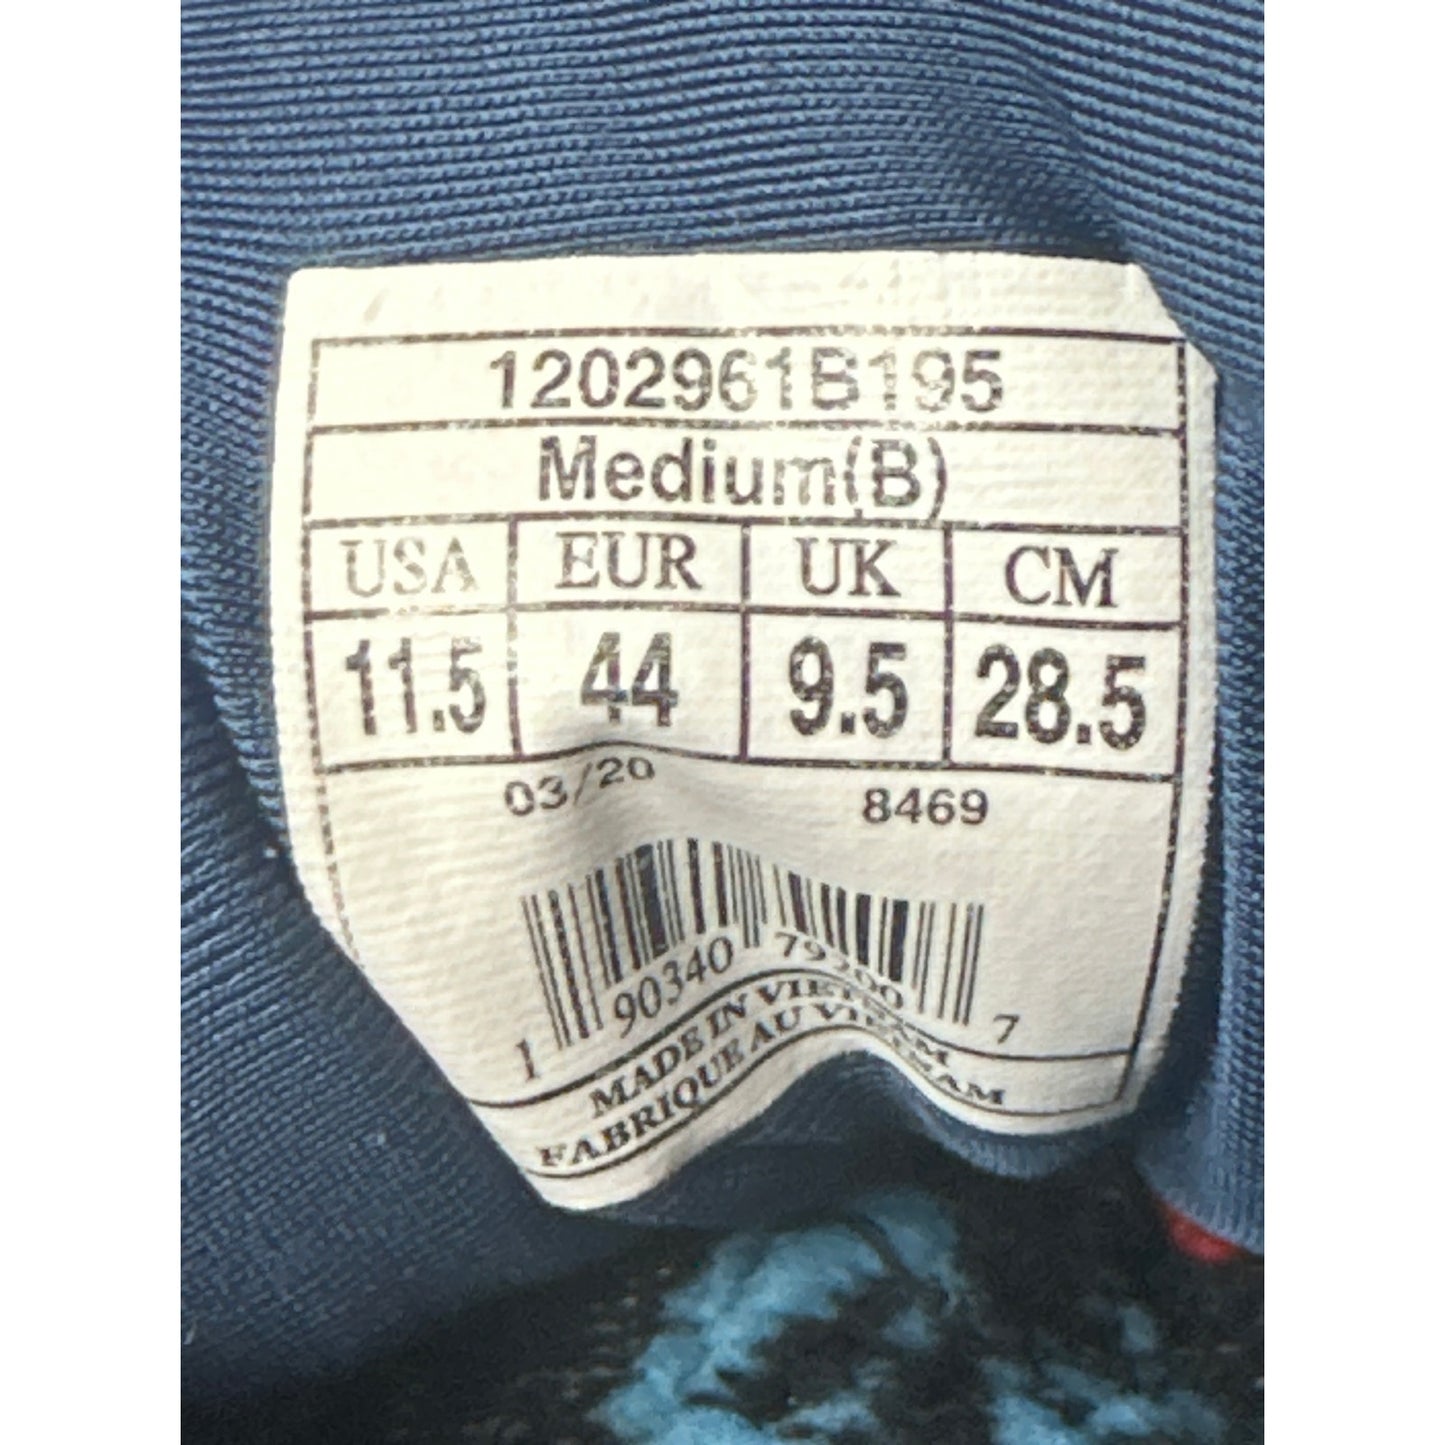 1202961B195
Medium(B)
USA EUR UK CM
11.5 44 9.5 28.5
03/20 8469
1 90340 79200 7
MADE IN VIETNAM
FABRIQUE AU VIETNAM